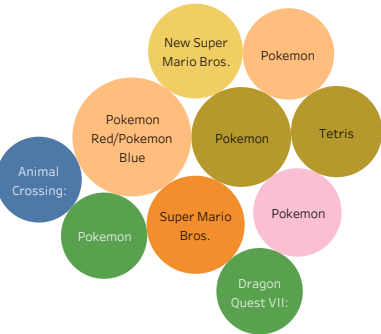 New Super
Mario Bros.
Pokemon
Pokemon
Red/Pokemon
Blue
Pokemon
Tetris
Animal
Crossing:
Pokemon
Super Mario
Bros.
Pokemon
Dragon
Quest VII: